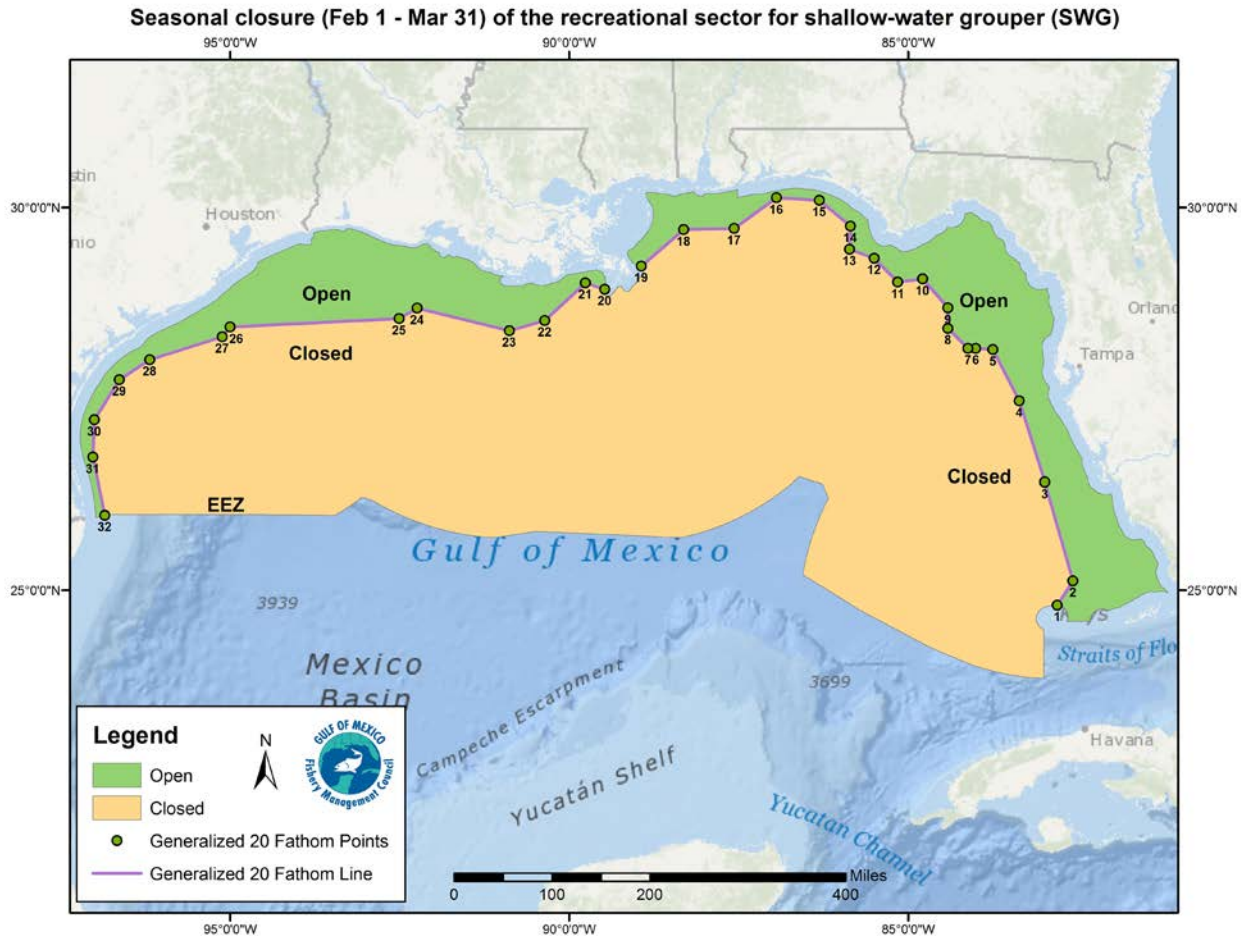 Seasonal closure (Feb 1 - Mar 31) of the recreational sector for shallow-water grouper (SWG)
95°0'0"W
90°0'0"W
85°0'0"W
stin
Houston
nio
30°0'0"N
30°0'0"N
16
15
14
13
12
11
10
9
8
7
6
5
4
3
2
1
17
18
19
20
21
22
23
24
25
26
27
28
29
30
31
32
Open
Closed
Open
Closed
Orland
Tampa
EEZ
Gulf of Mexico
25°0'0"N
25°0'0"N
Keys
Straits of Flo
3939
Mexico
Basin
3699
Campeche Escarpment
Yucatán Shelf
Yucatan Channel
Havana
Legend
Open
Closed
Generalized 20 Fathom Points
Generalized 20 Fathom Line
N
GULF OF MEXICO
Fishery Management Council
0
100
200
400
Miles
95°0'0"W
90°0'0"W
85°0'0"W